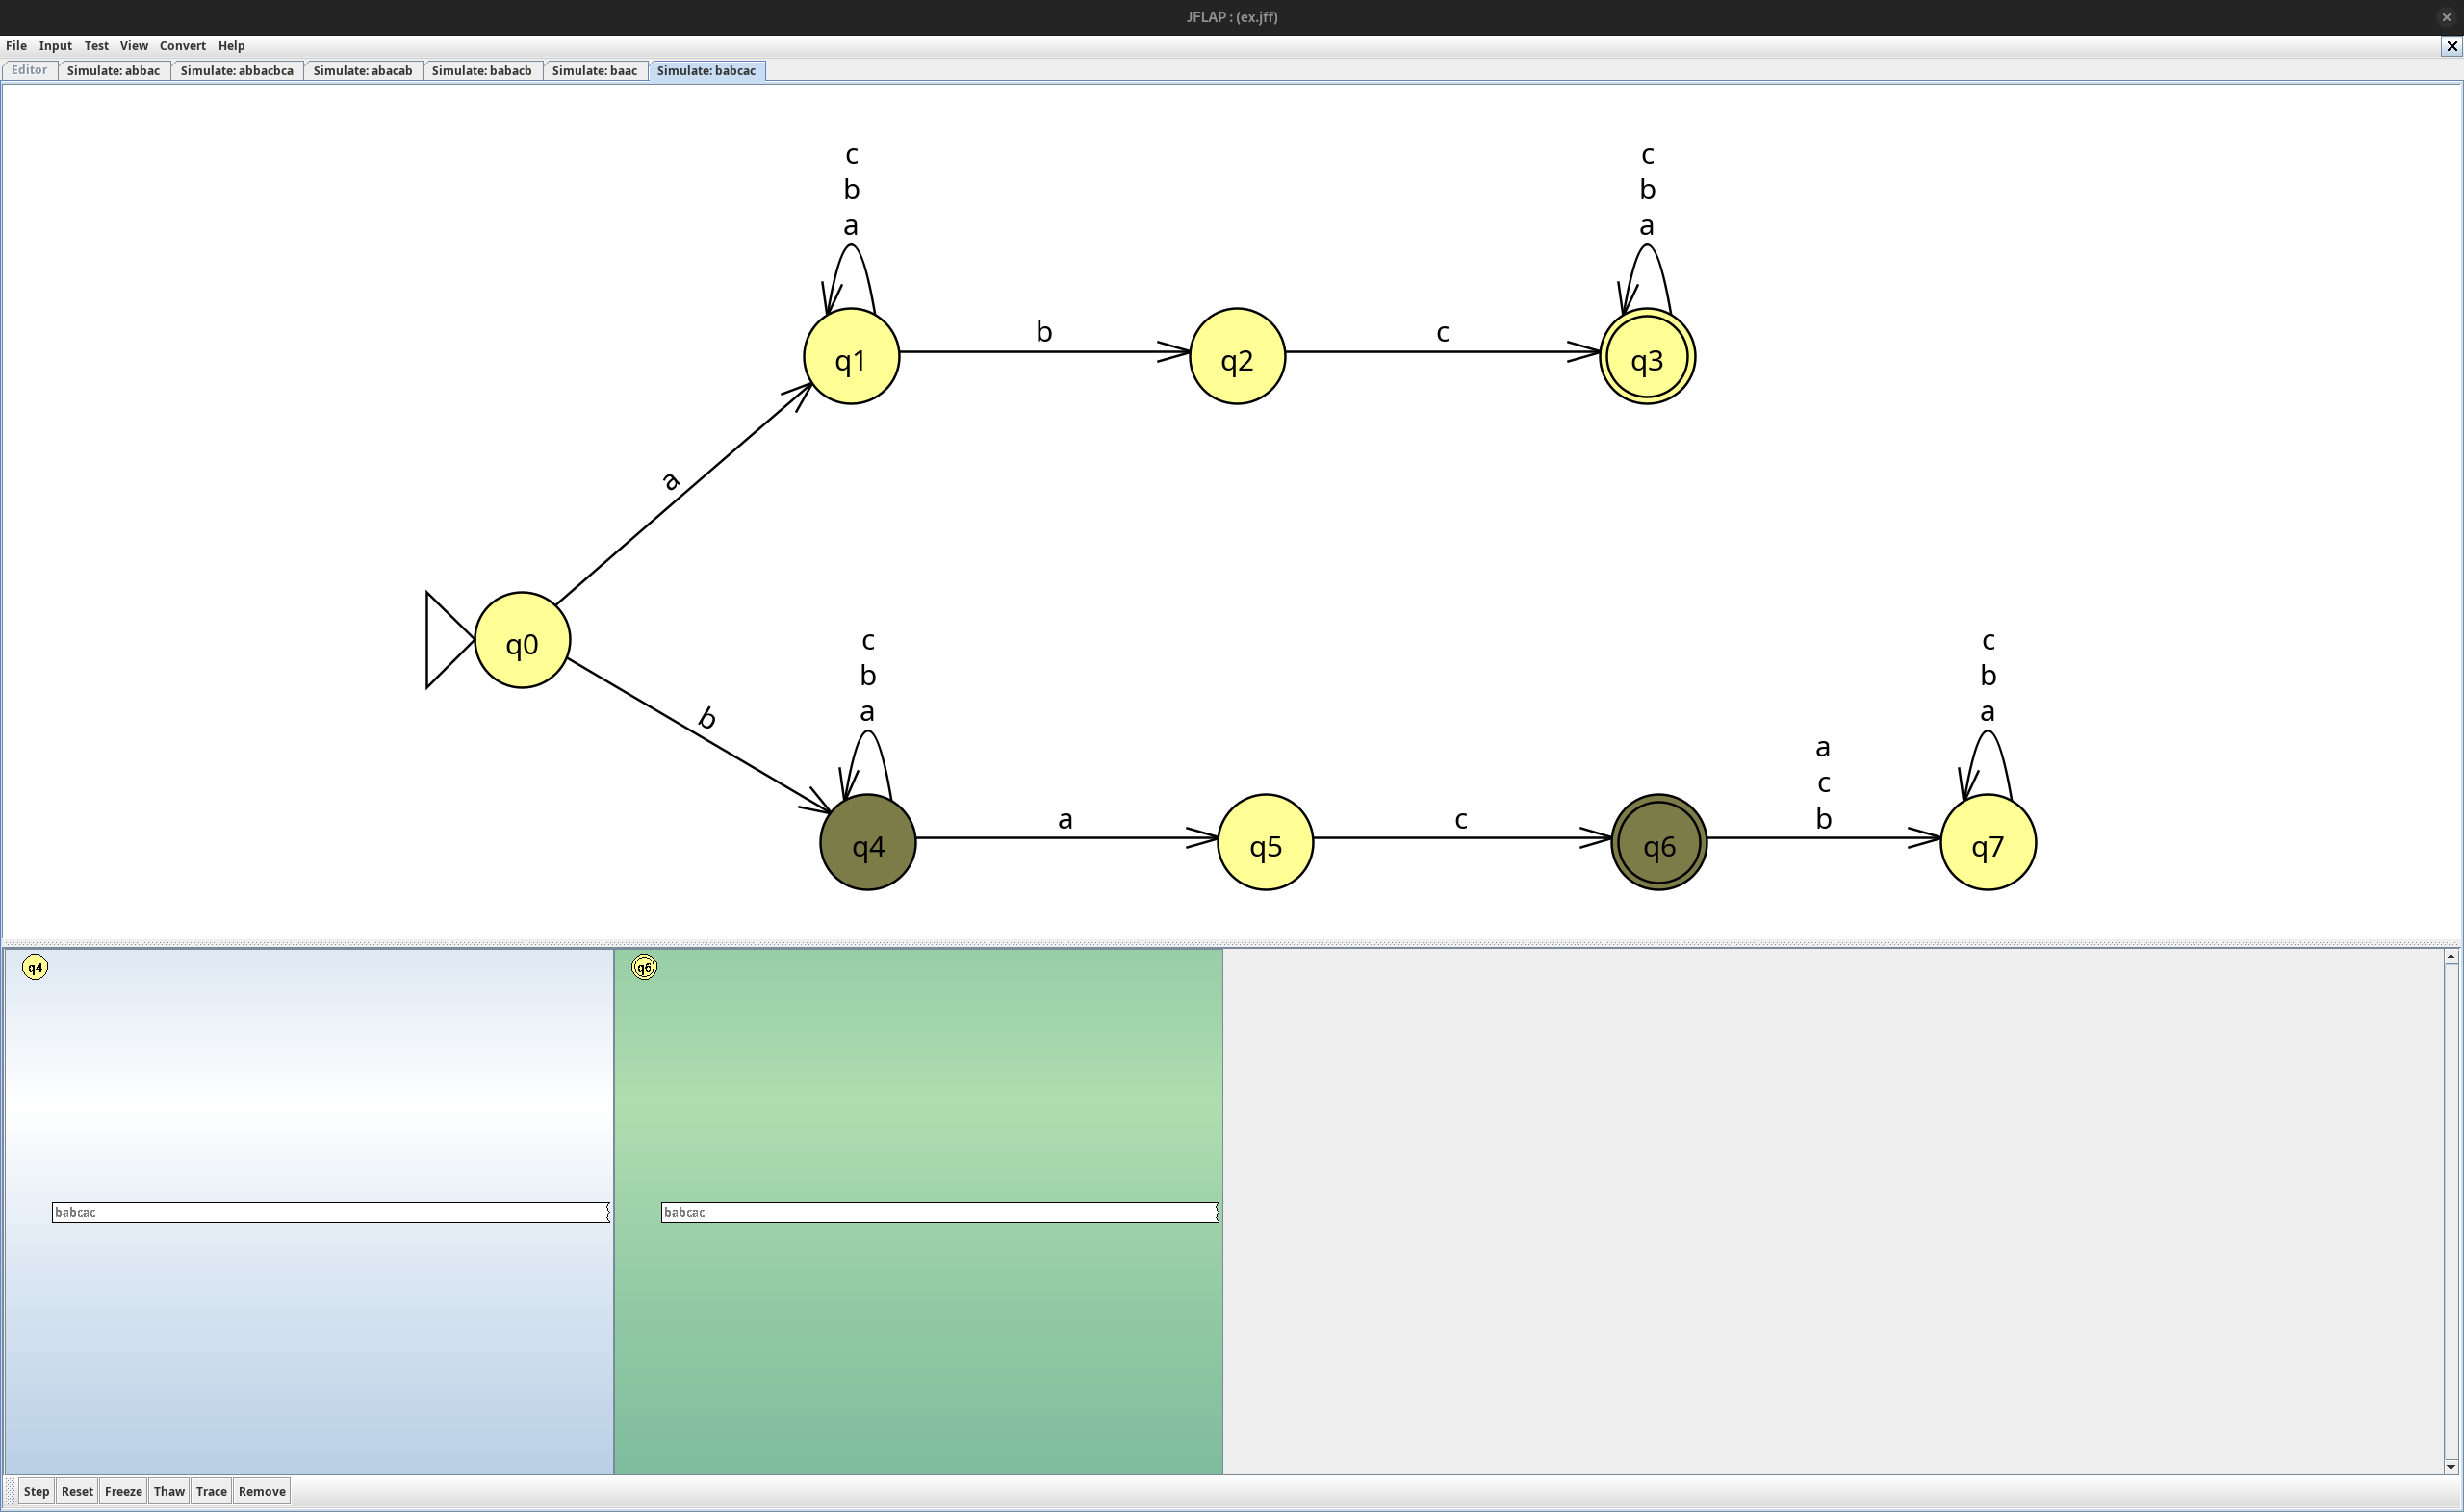 JFLAP : (ex.jff)
File Input Test View Convert Help
Editor Simulate: abbac Simulate: abbacbca Simulate: abacab Simulate: babacb Simulate: baac Simulate: babcac
c
b
a
c
b
a
q1
b
q2
c
q3
a
q0
b
c
b
a
q4
a
q5
c
q6
a
c
b
c
b
a
q7
q4
babcac
q6
babcac
Step Reset Freeze Thaw Trace Remove